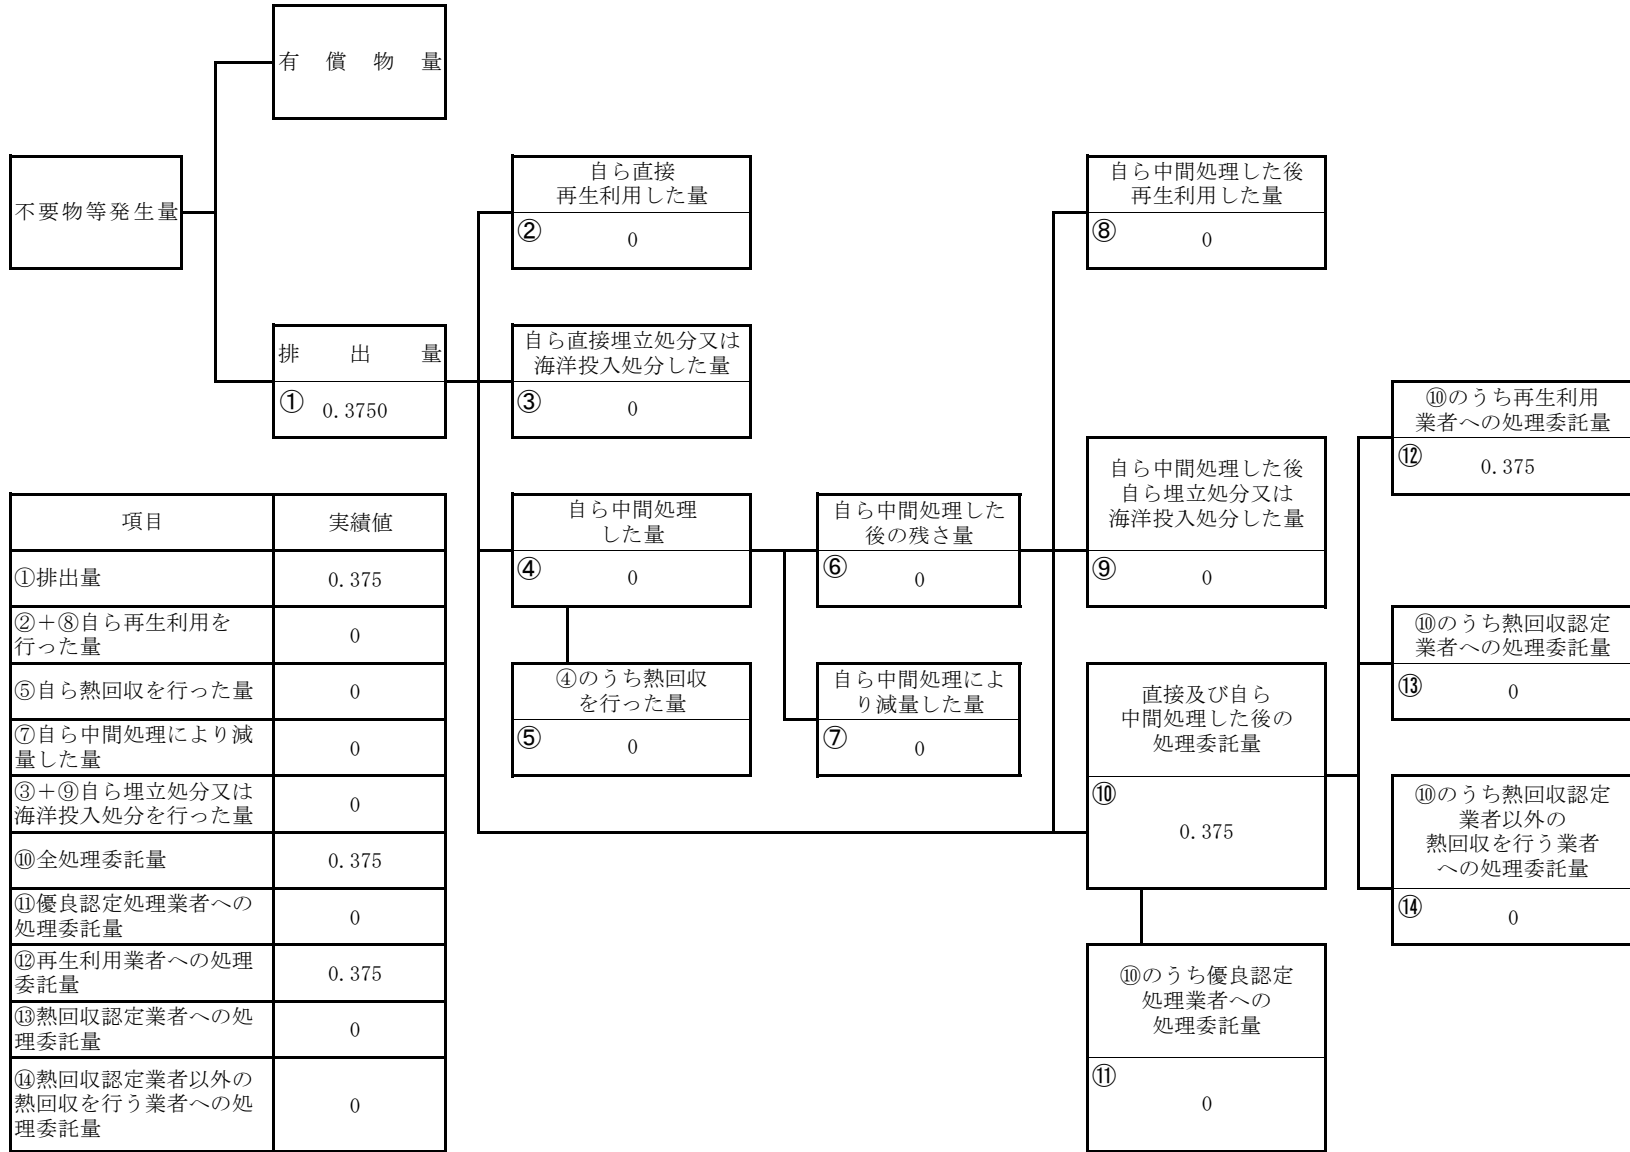 有償物量
不要物等発生量
自ら直接
再生利用した量
② 0
自ら中間処理した後
再生利用した量
⑧ 0
排出量
① 0.3750
自ら直接埋立処分又は
海洋投入処分した量
③ 0
⑩のうち再生利用
業者への処理委託量
⑫ 0.375
自ら中間処理した後
自ら埋立処分又は
海洋投入処分した量
⑨ 0
自ら中間処理
した量
④ 0
自ら中間処理した
後の残さ量
⑥ 0
⑩のうち熱回収認定
業者への処理委託量
⑬ 0
④のうち熱回収
を行った量
⑤ 0
自ら中間処理によ
り減量した量
⑦ 0
直接及び自ら
中間処理した後の
処理委託量
⑩
0.375
⑩のうち熱回収認定
業者以外の
熱回収を行う業者
への処理委託量
⑭ 0
⑩のうち優良認定
処理業者への
処理委託量
⑪
0
項目 実績値
①排出量 0.375
②＋⑧自ら再生利用を
行った量 0
⑤自ら熱回収を行った量 0
⑦自ら中間処理により減
量した量 0
③＋⑨自ら埋立処分又は
海洋投入処分を行った量 0
⑩全処理委託量 0.375
⑪優良認定処理業者への
処理委託量 0
⑫再生利用業者への処理
委託量 0.375
⑬熱回収認定業者への処
理委託量 0
⑭熱回収認定業者以外の
熱回収を行う業者への処
理委託量 0